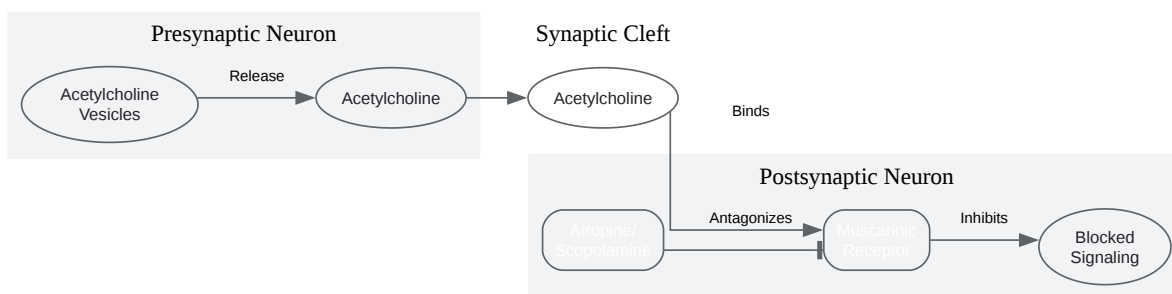 Presynaptic Neuron
Synaptic Cleft
Release
Acetylcholine
Vesicles
Acetylcholine
Acetylcholine
Binds
Postsynaptic Neuron
Antagonizes
Inhibits
Atropine/
Scopolamine
Muscarinic
Receptor
Blocked
Signaling